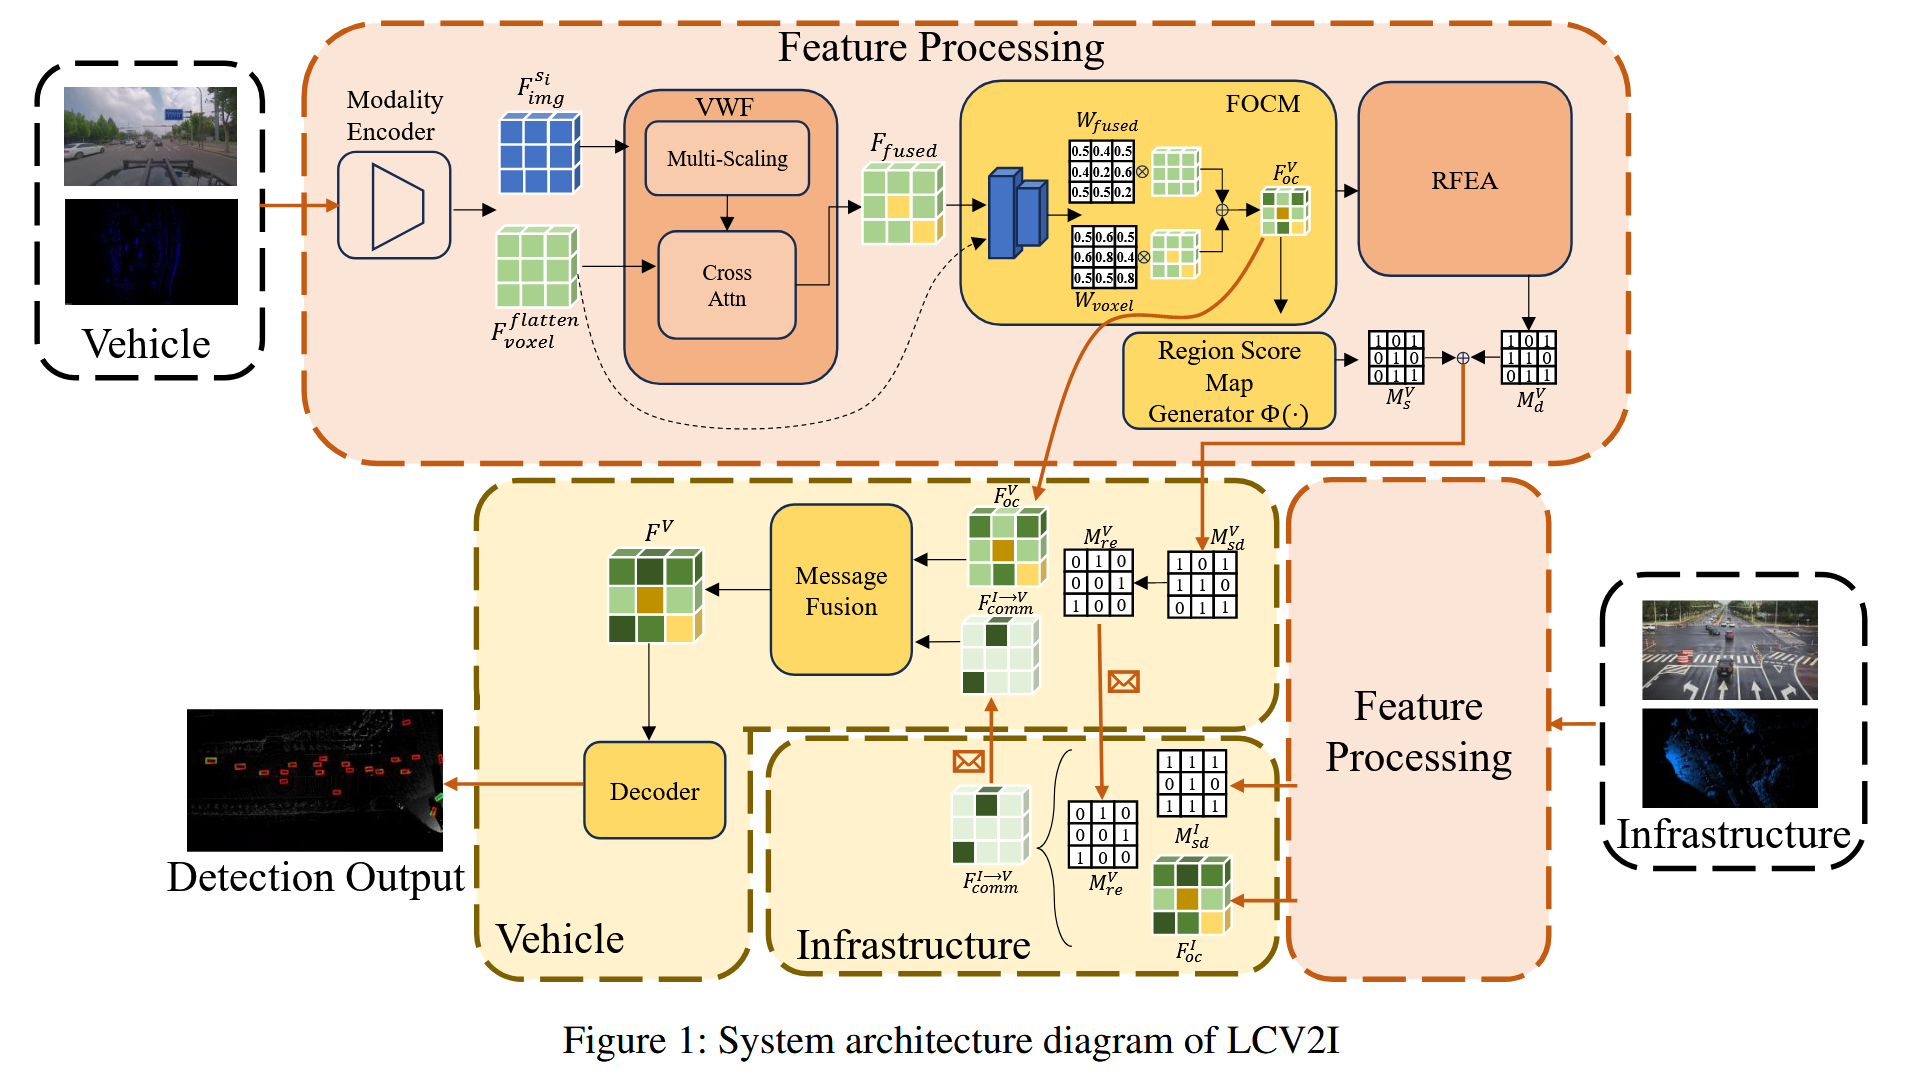 Feature Processing
Vehicle
Modality
Encoder
F_{img}^{s_i}
F_{voxel}^{flatten}
VWF
Multi-Scaling
Cross
Attn
F_{fused}
FOCM
W_{fused}
0.5 0.4 0.5
0.4 0.2 0.6
0.5 0.5 0.2
⊗
⊕
0.5 0.6 0.5
0.6 0.8 0.4
0.5 0.5 0.8
⊗
W_{voxel}
F_{oc}^{V}
RFEA
Region Score
Map
Generator Φ(·)
1 0 1
0 1 0
0 1 1
M_s^V
⊕
1 0 1
1 1 0
0 1 1
M_d^V
F^V
Message
Fusion
F_{oc}^{V}
F_{comm}^{I→V}
M_{re}^{V}
0 1 0
0 0 1
1 0 0
M_{sd}^{V}
1 0 1
1 1 0
0 1 1
Decoder
Detection Output
Vehicle
F_{comm}^{I→V}
0 1 0
0 0 1
1 0 0
M_{re}^{V}
1 1 1
0 1 0
1 1 1
M_{sd}^{I}
F_{oc}^{I}
Infrastructure
Feature
Processing
Infrastructure
Figure 1: System architecture diagram of LCV2I